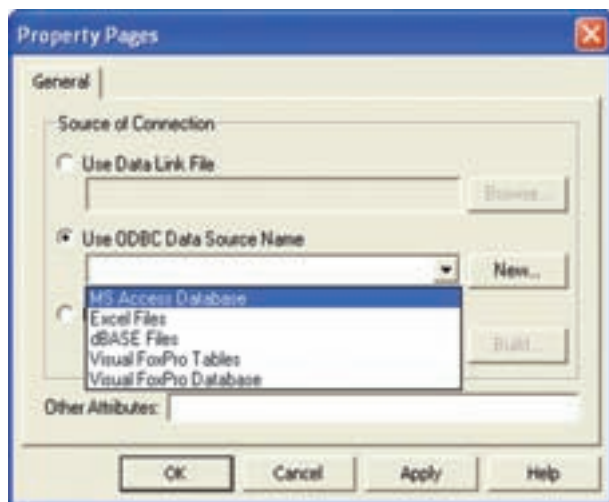 Property Pages
General
Source of Connection
Use Data Link File
Browse...
Use ODBC Data Source Name
New...
MS Access Database
Excel Files
dBASE Files
Visual FoxPro Tables
Visual FoxPro Database
Build...
Other Attributes:
OK Cancel Apply Help